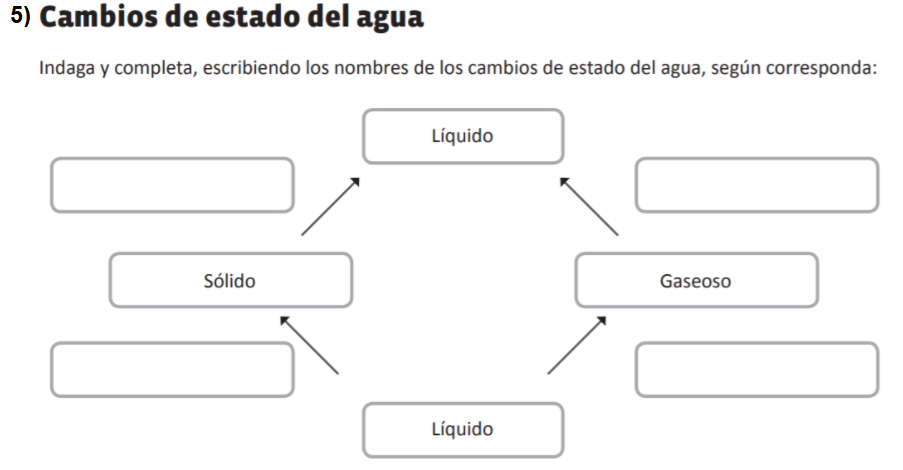 5) Cambios de estado del agua
Indaga y completa, escribiendo los nombres de los cambios de estado del agua, según corresponda:
Líquido
Sólido
Gaseoso
Líquido